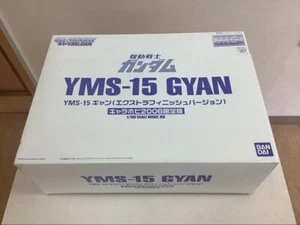 機動戦士
ガンダム
YMS-15 GYAN
YMS-15 ギャン(エクストラフィニッシュバージョン)
キャラホビ2006限定版
1/100 SCALE MODEL KIT
BAN
DAI
YMS-15 GYAN